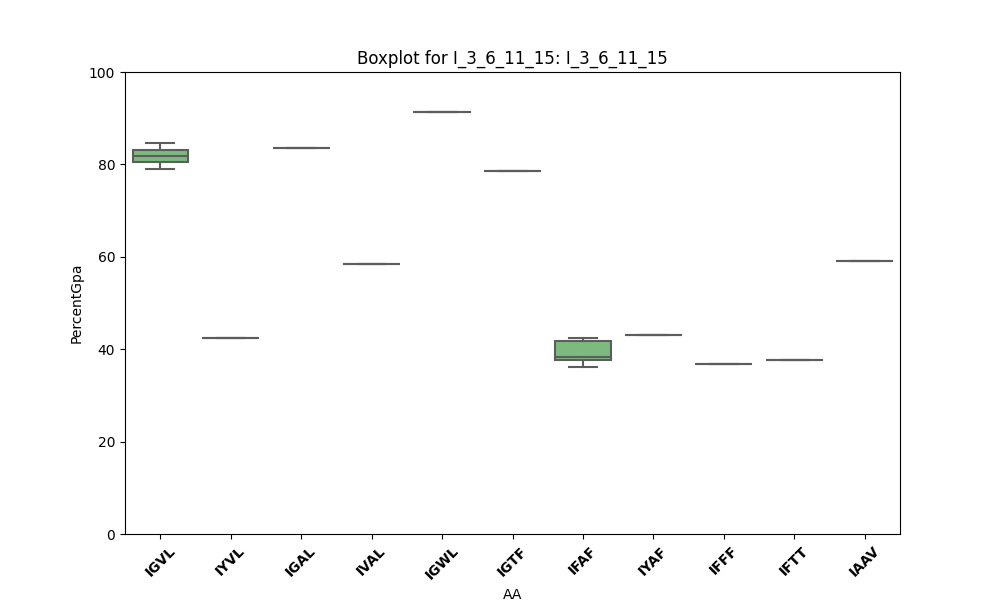 Boxplot for I_3_6_11_15: I_3_6_11_15
100
80
60
40
20
0
PercentGpa
IGVL
IYVL
IGAL
IVAL
IGWL
IGTF
IFAF
IYAF
IFFF
IFTT
IAAV
AA